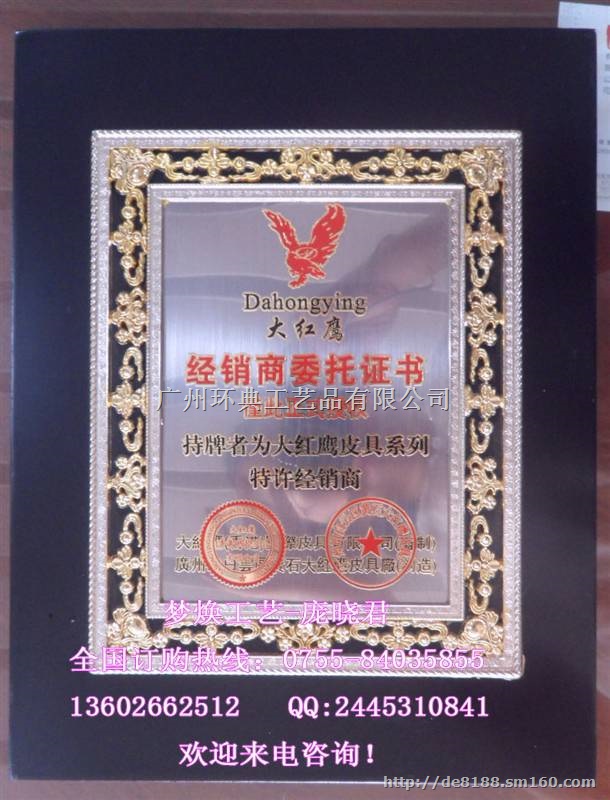 Dahongying
大红鹰
经销商委托证书
广州环典工艺品有限公司
持牌者为大红鹰皮具系列
特许经销商
梦焕工艺-庞晓君
全国订购热线：0755-84035855
13602662512 QQ:2445310841
欢迎来电咨询！
http://de8188.sm160.com